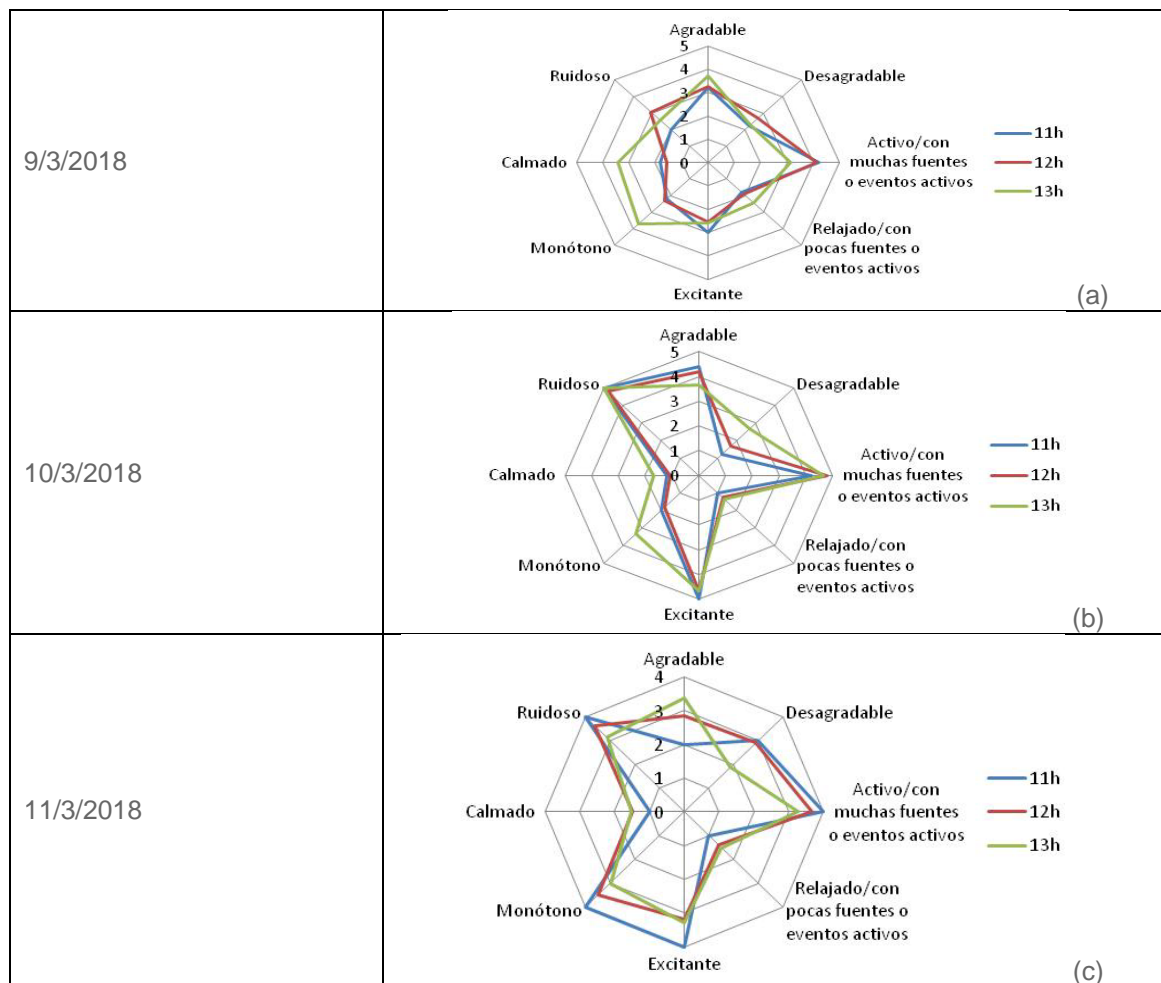 9/3/2018
Agradable
5
4
3
2
1
0
Desagradable
Activo/con
muchas fuentes
o eventos activos
Relajado/con
pocas fuentes o
eventos activos
Excitante
Monótono
Calmado
Ruidoso
11h
12h
13h
(a)
10/3/2018
Agradable
5
4
3
2
1
0
Desagradable
Activo/con
muchas fuentes
o eventos activos
Relajado/con
pocas fuentes o
eventos activos
Excitante
Monótono
Calmado
Ruidoso
11h
12h
13h
(b)
11/3/2018
Agradable
4
3
2
1
0
Desagradable
Activo/con
muchas fuentes
o eventos activos
Relajado/con
pocas fuentes o
eventos activos
Excitante
Monótono
Calmado
Ruidoso
11h
12h
13h
(c)